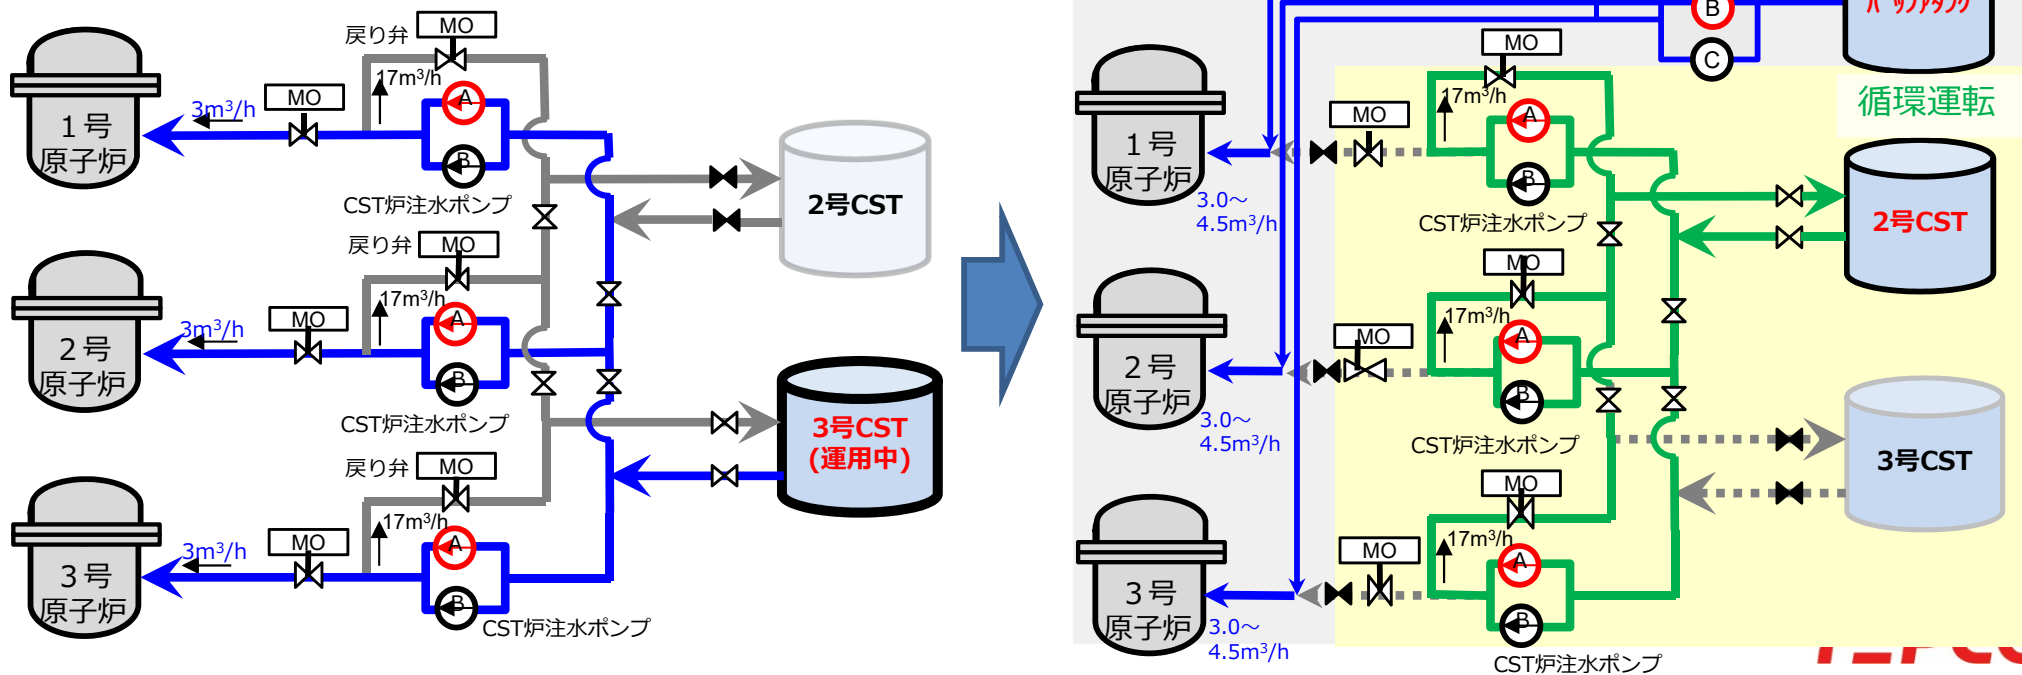 MO
戻り弁
17m³/h
3m³/h
MO
A
B
1号
原子炉
CST炉注水ポンプ
2号CST
戻り弁
MO
17m³/h
3m³/h
MO
A
B
2号
原子炉
CST炉注水ポンプ
3号CST
(運用中)
戻り弁
MO
17m³/h
3m³/h
MO
A
B
3号
原子炉
CST炉注水ポンプ
B
C
バッファタンク
循環運転
MO
17m³/h
MO
A
B
1号
原子炉
3.0～
4.5m³/h
CST炉注水ポンプ
2号CST
MO
17m³/h
MO
A
B
2号
原子炉
3.0～
4.5m³/h
CST炉注水ポンプ
3号CST
MO
17m³/h
MO
A
B
3号
原子炉
3.0～
4.5m³/h
CST炉注水ポンプ
TEPCO